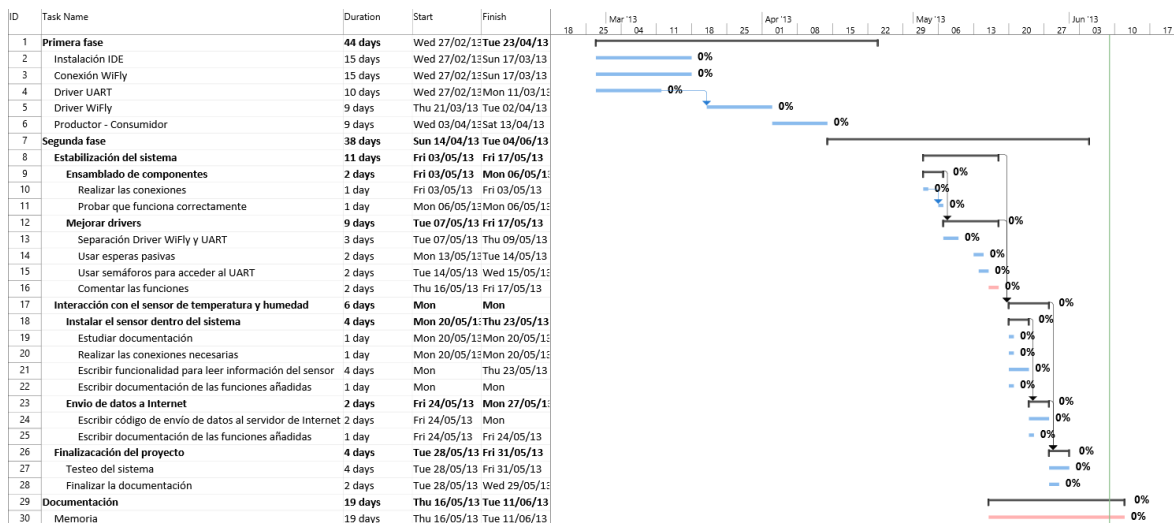 ID Task Name Duration Start Finish Mar '13 Apr '13 May '13 Jun '13
18 25 04 11 18 25 01 08 15 22 29 06 13 20 27 03 10 17
1 Primera fase 44 days Wed 27/02/13 Tue 23/04/13 0%
2 Instalación IDE 15 days Wed 27/02/13 Sun 17/03/13 0%
3 Conexión WiFly 15 days Wed 27/02/13 Sun 17/03/13 0%
4 Driver UART 10 days Wed 27/02/13 Mon 11/03/13 0%
5 Driver WiFly 9 days Thu 21/03/13 Tue 02/04/13 0%
6 Productor - Consumidor 9 days Wed 03/04/13 Sat 13/04/13 0%
7 Segunda fase 38 days Sun 14/04/13 Tue 04/06/13 0%
8 Estabilización del sistema 11 days Fri 03/05/13 Fri 17/05/13 0%
9 Ensamblado de componentes 2 days Fri 03/05/13 Mon 06/05/13 0%
10 Realizar las conexiones 1 day Fri 03/05/13 Fri 03/05/13 0%
11 Probar que funciona correctamente 1 day Mon 06/05/13 Mon 06/05/13 0%
12 Mejorar drivers 9 days Tue 07/05/13 Fri 17/05/13 0%
13 Separación Driver WiFly y UART 3 days Tue 07/05/13 Thu 09/05/13 0%
14 Usar esperas pasivas 2 days Mon 13/05/13 Tue 14/05/13 0%
15 Usar semáforos para acceder al UART 2 days Tue 14/05/13 Wed 15/05/13 0%
16 Comentar las funciones 2 days Thu 16/05/13 Fri 17/05/13 0%
17 Interacción con el sensor de temperatura y humedad 6 days Mon Mon 0%
18 Instalar el sensor dentro del sistema 4 days Mon 20/05/13 Thu 23/05/13 0%
19 Estudiar documentación 1 day Mon 20/05/13 Mon 20/05/13 0%
20 Realizar las conexiones necesarias 1 day Mon 20/05/13 Mon 20/05/13 0%
21 Escribir funcionalidad para leer información del sensor 4 days Mon Thu 23/05/13 0%
22 Escribir documentación de las funciones añadidas 1 day Mon Mon 0%
23 Envio de datos a Internet 2 days Fri 24/05/13 Mon 27/05/13 0%
24 Escribir código de envío de datos al servidor de Internet 2 days Fri 24/05/13 Mon 0%
25 Escribir documentación de las funciones añadidas 1 day Fri 24/05/13 Fri 24/05/13 0%
26 Finalizacación del proyecto 4 days Tue 28/05/13 Fri 31/05/13 0%
27 Testeo del sistema 4 days Tue 28/05/13 Fri 31/05/13 0%
28 Finalizar la documentación 2 days Tue 28/05/13 Wed 29/05/13 0%
29 Documentación 19 days Thu 16/05/13 Tue 11/06/13 0%
30 Memoria 19 days Thu 16/05/13 Tue 11/06/13 0%